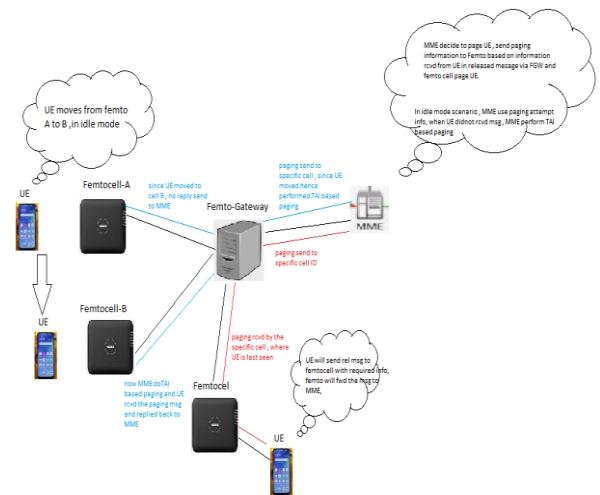 MME decide to page UE , send paging
information to Femto based on information
rcvd from UE in released mesage via FGW and
femto cell page UE.
In idle mode scenario , MME use paging attempt
info, when UE didnot rcvd msg , MME perform TAI
based paging
UE moves from femto
A to B ,in idle mode
UE
Femtocell-A
since UE moved to
cell B , no reply send
to MME
Femto-Gateway
paging send to
specific cell , since UE
moved hence
performed TAI based
paging
MME
paging send to
specific cell ID
UE
Femtocell-B
now MME doTAI
based paging and UE
rcvd the paging msg
and replied back to
MME
paging rcvd by the
specific cell , where
UE is last seen
Femtocel
UE
UE will send rel msg to
femtocell with required info,
femto will fwd the msg to
MME,